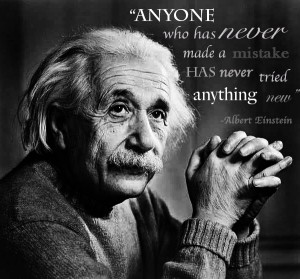 “ANYONE
who has never
made a mistake
HAS never tried
anything new”
-Albert Einstein